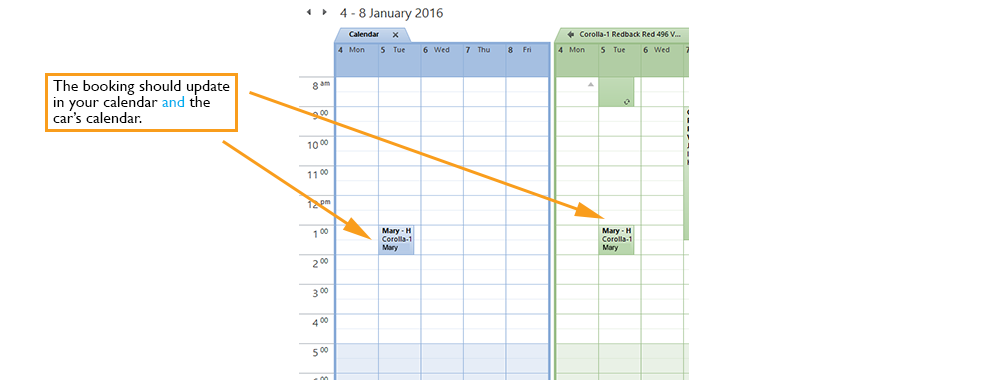 4 - 8 January 2016
Calendar
Corolla-1 Redback Red 496 V...
4 Mon 5 Tue 6 Wed 7 Thu 8 Fri
4 Mon 5 Tue 6 Wed 7
The booking should update
in your calendar and the
car's calendar.
8 am
9 00
10 00
11 00
12 pm
1 00
Mary - H
Corolla-1
Mary
Mary - H
Corolla-1
Mary
2 00
3 00
4 00
5 00